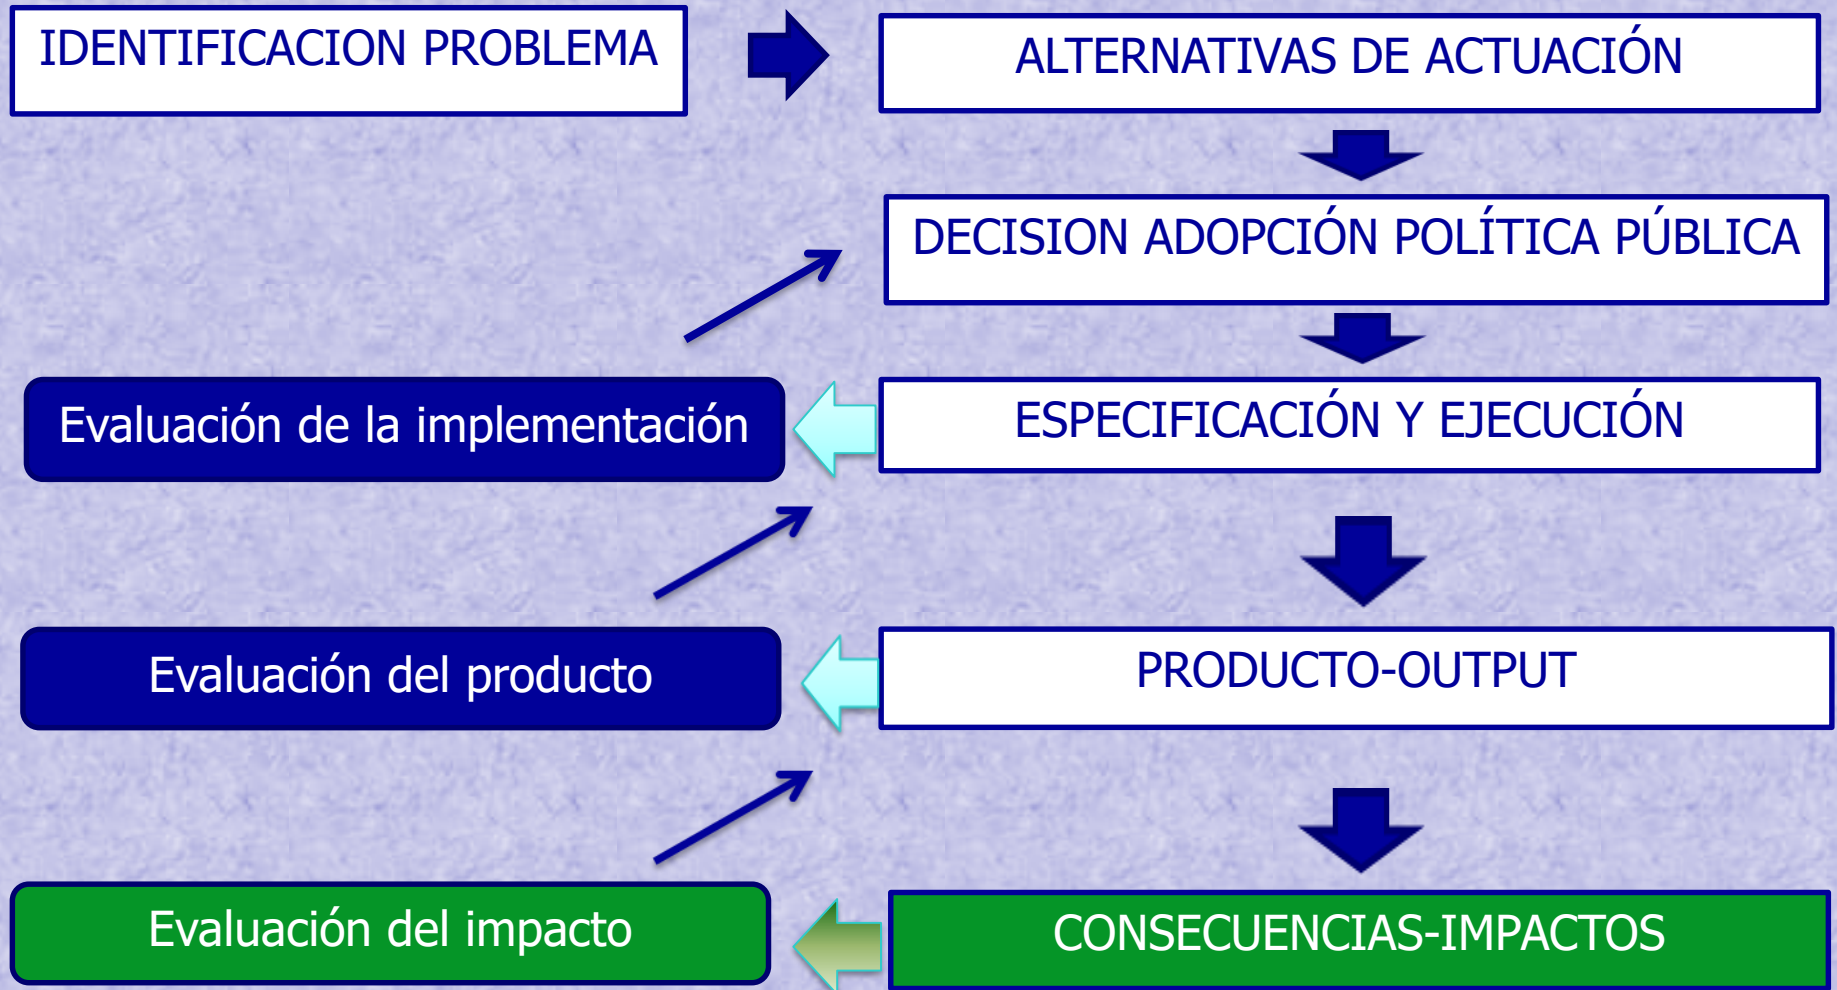 IDENTIFICACION PROBLEMA
ALTERNATIVAS DE ACTUACIÓN
DECISION ADOPCIÓN POLÍTICA PÚBLICA
Evaluación de la implementación
ESPECIFICACIÓN Y EJECUCIÓN
Evaluación del producto
PRODUCTO-OUTPUT
Evaluación del impacto
CONSECUENCIAS-IMPACTOS